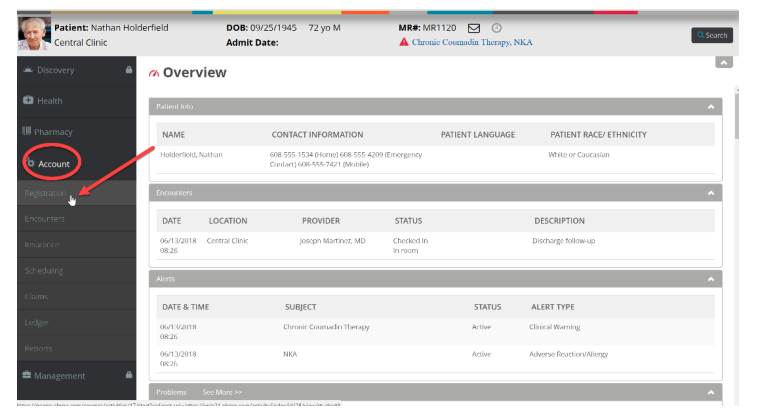 Patient: Nathan Holderfield DOB: 09/25/1945 72 yo M MR#: MR1120
Central Clinic Admit Date: Chronic Coumadin Therapy, NKA
Search
Discovery
Health
Pharmacy
Account
Registration
Encounters
Insurance
Scheduling
Claims
Ledger
Reports
Management
Overview
Patient Info
NAME CONTACT INFORMATION PATIENT LANGUAGE PATIENT RACE/ ETHNICITY
Holderfield, Nathan 608-555-1534 (Home) 608-555-4209 (Emergency White or Caucasian
Contact) 608-555-7421 (Mobile)
Encounters
DATE LOCATION PROVIDER STATUS DESCRIPTION
06/13/2018 Central Clinic Joseph Martinez, MD Checked In Discharge follow-up
08:26 In room
Alerts
DATE & TIME SUBJECT STATUS ALERT TYPE
06/13/2018 Chronic Coumadin Therapy Active Clinical Warning
08:26
06/13/2018 NKA Active Adverse Reaction/Allergy
08:26
Problems See More >>